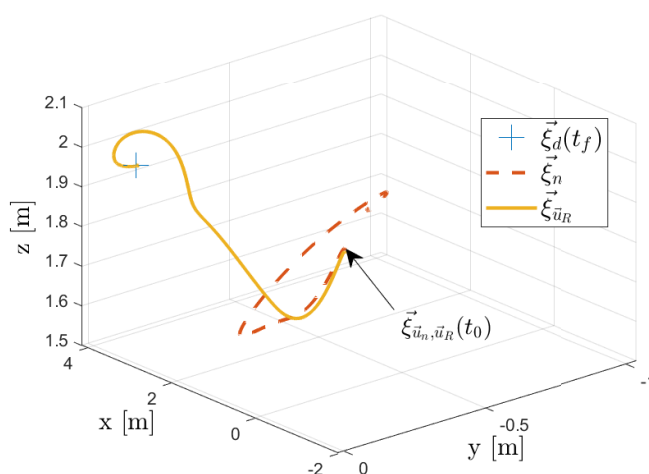 2.1
2
1.9
1.8
1.7
1.6
1.5
z [m]
4
2
0
-2
x [m]
0
-0.5
y [m]
ξ⃗_d(t_f)
ξ⃗_n
ξ⃗_{u⃗_R}
ξ⃗_{u⃗_n,u⃗_R}(t_0)